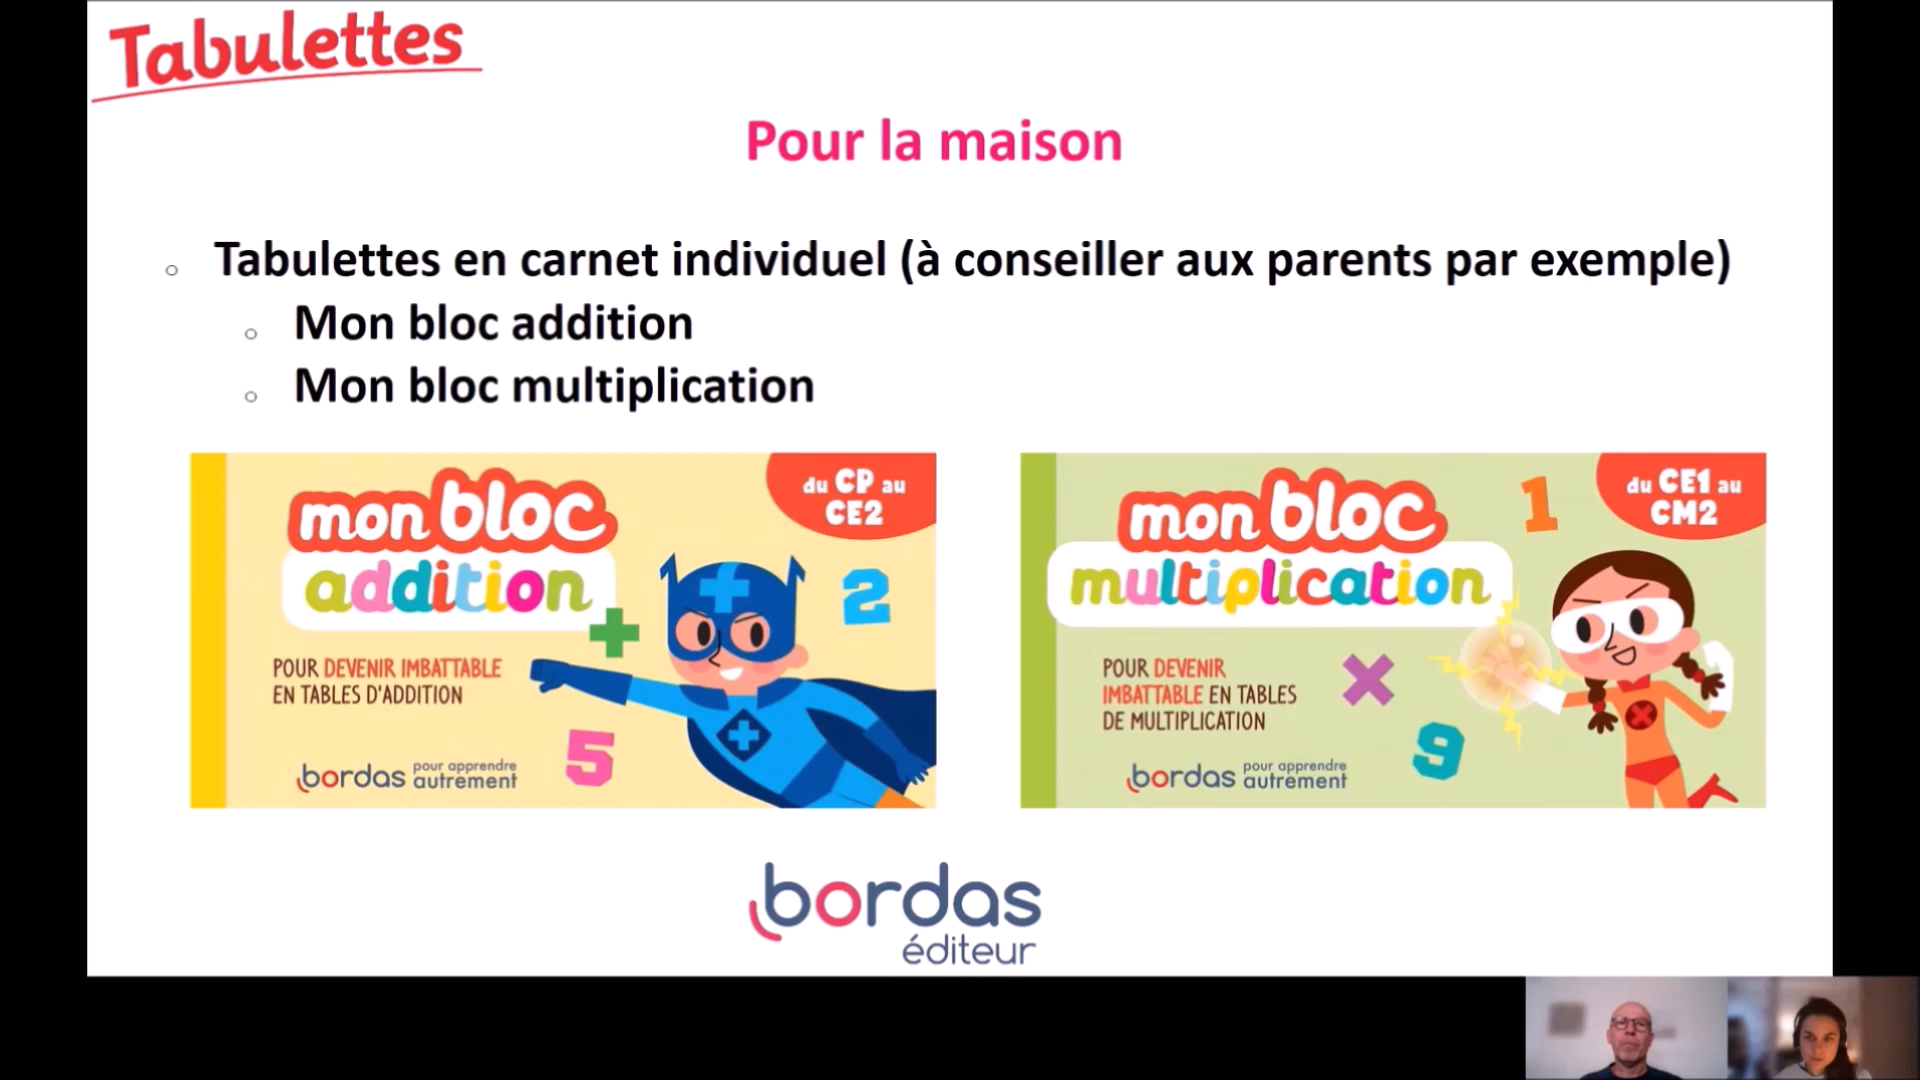 Tabulettes
Pour la maison
Tabulettes en carnet individuel (à conseiller aux parents par exemple)
Mon bloc addition
Mon bloc multiplication
mon bloc
addition
du CP au
CE2
+
2
POUR DEVENIR IMBATTABLE
EN TABLES D'ADDITION
5
bordas pour apprendre
autrement
mon bloc
multiplication
1
du CE1 au
CM2
POUR DEVENIR
IMBATTABLE EN TABLES
DE MULTIPLICATION
×
9
bordas pour apprendre
autrement
bordas
éditeur